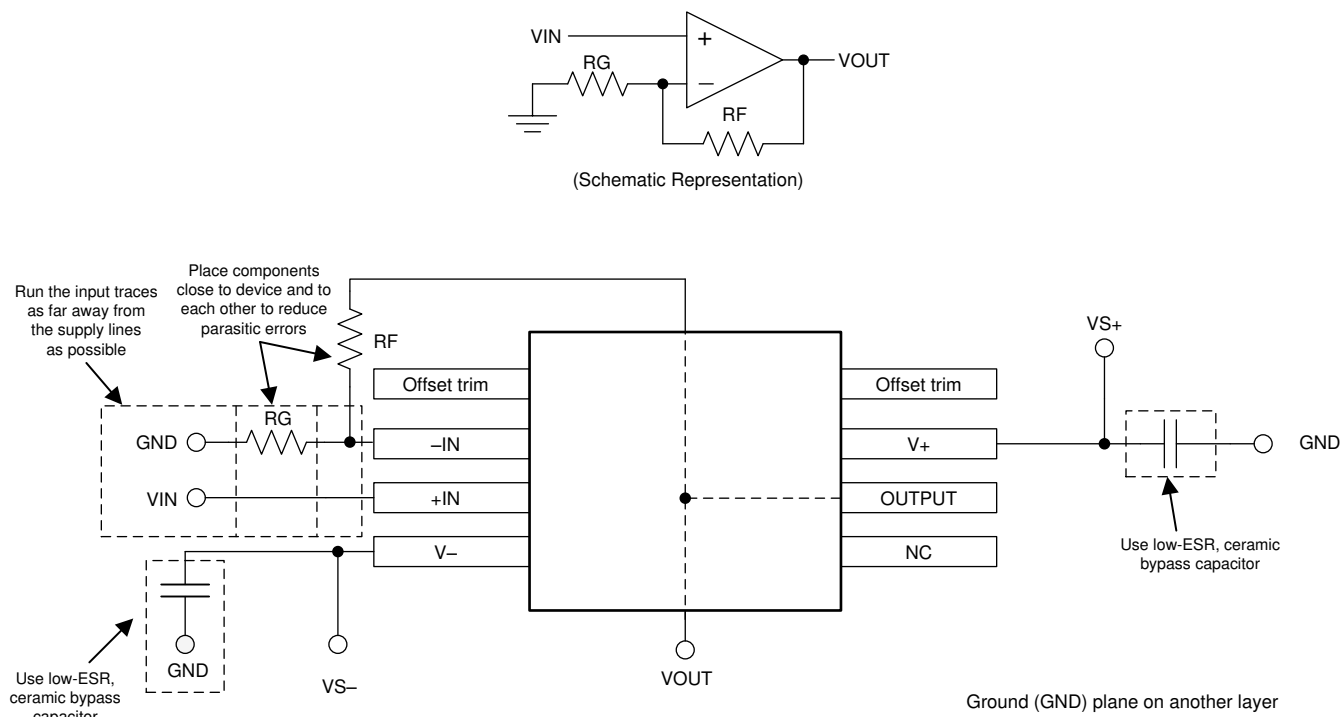 VIN
+
VOUT
RG
–
RF
(Schematic Representation)
Place components
close to device and to
each other to reduce
parasitic errors
Run the input traces
as far away from
the supply lines
as possible
RF
VS+
Offset trim
Offset trim
RG
GND
–IN
V+
GND
VIN
+IN
OUTPUT
V–
NC
Use low-ESR, ceramic
bypass capacitor
GND
VS–
VOUT
Use low-ESR,
ceramic bypass
capacitor
Ground (GND) plane on another layer